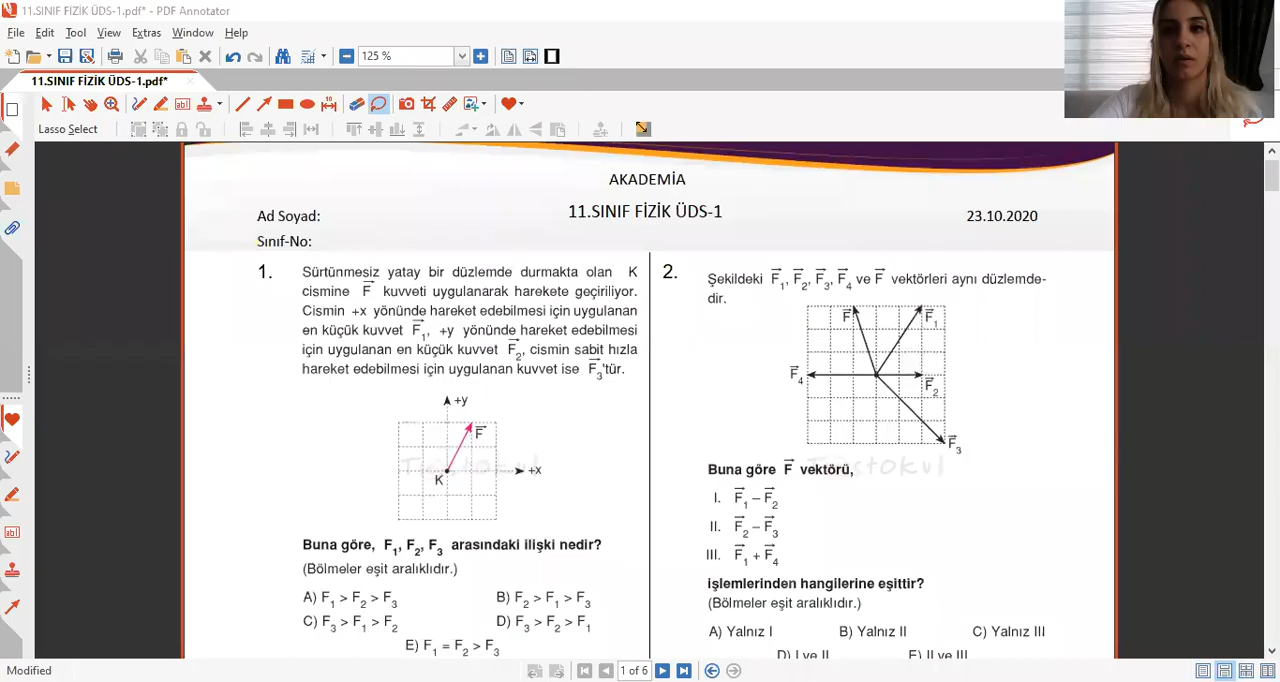 11.SINIF FİZİK ÜDS-1.pdf* - PDF Annotator
File Edit Tool View Extras Window Help
125 %
11.SINIF FİZİK ÜDS-1.pdf*
Lasso Select
AKADEMİA
11.SINIF FİZİK ÜDS-1
23.10.2020
Ad Soyad:
Sınıf-No:
1.
Sürtünmesiz yatay bir düzlemde durmakta olan K
cismine F kuvveti uygulanarak harekete geçiriliyor.
Cismin +x yönünde hareket edebilmesi için uygulanan
en küçük kuvvet F1, +y yönünde hareket edebilmesi
için uygulanan en küçük kuvvet F2, cismin sabit hızla
hareket edebilmesi için uygulanan kuvvet ise F3'tür.
+y
F
K
+x
Testokul
Buna göre, F1, F2, F3 arasındaki ilişki nedir?
(Bölmeler eşit aralıklıdır.)
A) F1 > F2 > F3
B) F2 > F1 > F3
C) F3 > F1 > F2
D) F3 > F2 > F1
E) F1 = F2 > F3
2.
Şekildeki F1, F2, F3, F4 ve F vektörleri aynı düzlemde-
dir.
F
F1
F4
F2
F3
Testokul
Buna göre F vektörü,
I. F1 – F2
II. F2 – F3
III. F1 + F4
işlemlerinden hangilerine eşittir?
(Bölmeler eşit aralıklıdır.)
A) Yalnız I
B) Yalnız II
C) Yalnız III
D) I ve II
E) II ve III
Modified
1 of 6